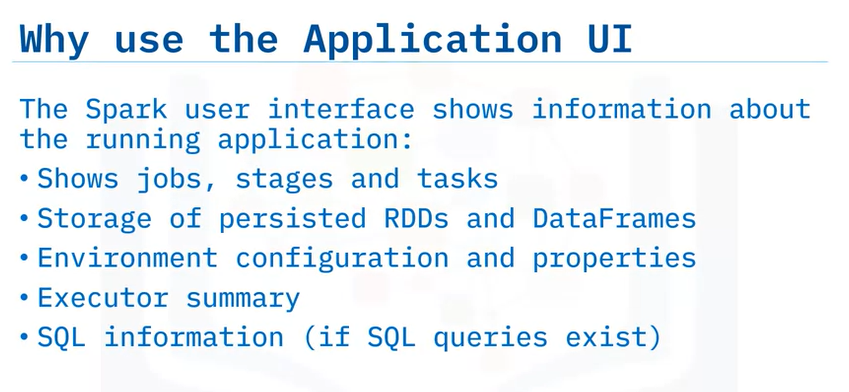 Why use the Application UI
The Spark user interface shows information about
the running application:
• Shows jobs, stages and tasks
• Storage of persisted RDDs and DataFrames
• Environment configuration and properties
• Executor summary
• SQL information (if SQL queries exist)